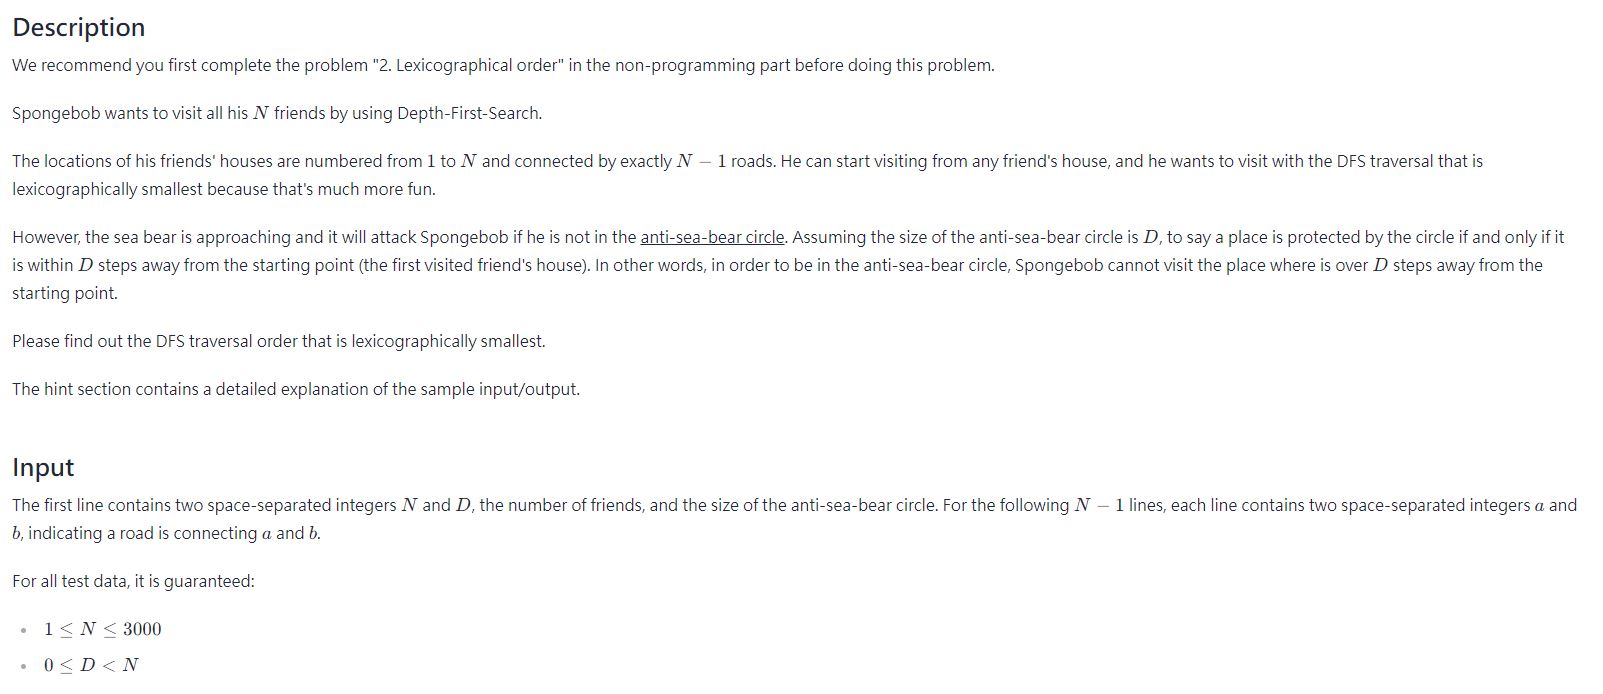 Description
We recommend you first complete the problem "2. Lexicographical order" in the non-programming part before doing this problem.
Spongebob wants to visit all his N friends by using Depth-First-Search.
The locations of his friends' houses are numbered from 1 to N and connected by exactly N − 1 roads. He can start visiting from any friend's house, and he wants to visit with the DFS traversal that is
lexicographically smallest because that's much more fun.
However, the sea bear is approaching and it will attack Spongebob if he is not in the anti-sea-bear circle. Assuming the size of the anti-sea-bear circle is D, to say a place is protected by the circle if and only if it
is within D steps away from the starting point (the first visited friend's house). In other words, in order to be in the anti-sea-bear circle, Spongebob cannot visit the place where is over D steps away from the
starting point.
Please find out the DFS traversal order that is lexicographically smallest.
The hint section contains a detailed explanation of the sample input/output.
Input
The first line contains two space-separated integers N and D, the number of friends, and the size of the anti-sea-bear circle. For the following N − 1 lines, each line contains two space-separated integers a and
b, indicating a road is connecting a and b.
For all test data, it is guaranteed:
• 1 ≤ N ≤ 3000
• 0 ≤ D < N